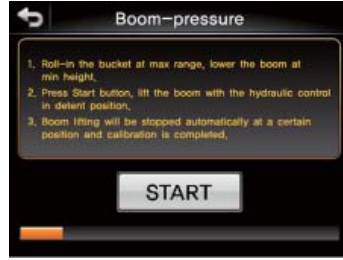 Boom-pressure
1. Roll-in the bucket at max range, lower the boom at
min height,
2. Press Start button, lift the boom with the hydraulic control
in detent position,
3. Boom lifting will be stopped automatically at a certain
position and calibration is completed,
START